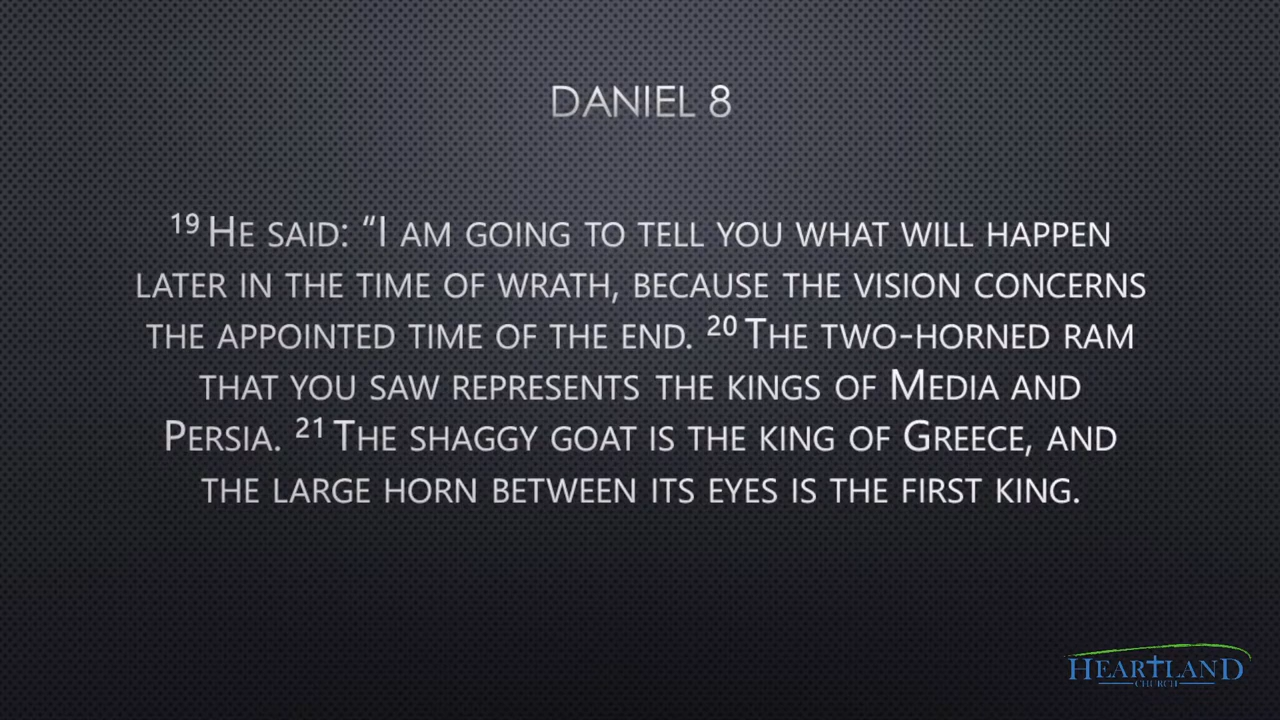 DANIEL 8
¹⁹ HE SAID: “I AM GOING TO TELL YOU WHAT WILL HAPPEN
LATER IN THE TIME OF WRATH, BECAUSE THE VISION CONCERNS
THE APPOINTED TIME OF THE END. ²⁰ THE TWO-HORNED RAM
THAT YOU SAW REPRESENTS THE KINGS OF MEDIA AND
PERSIA. ²¹ THE SHAGGY GOAT IS THE KING OF GREECE, AND
THE LARGE HORN BETWEEN ITS EYES IS THE FIRST KING.
HEARTLAND
CHURCH